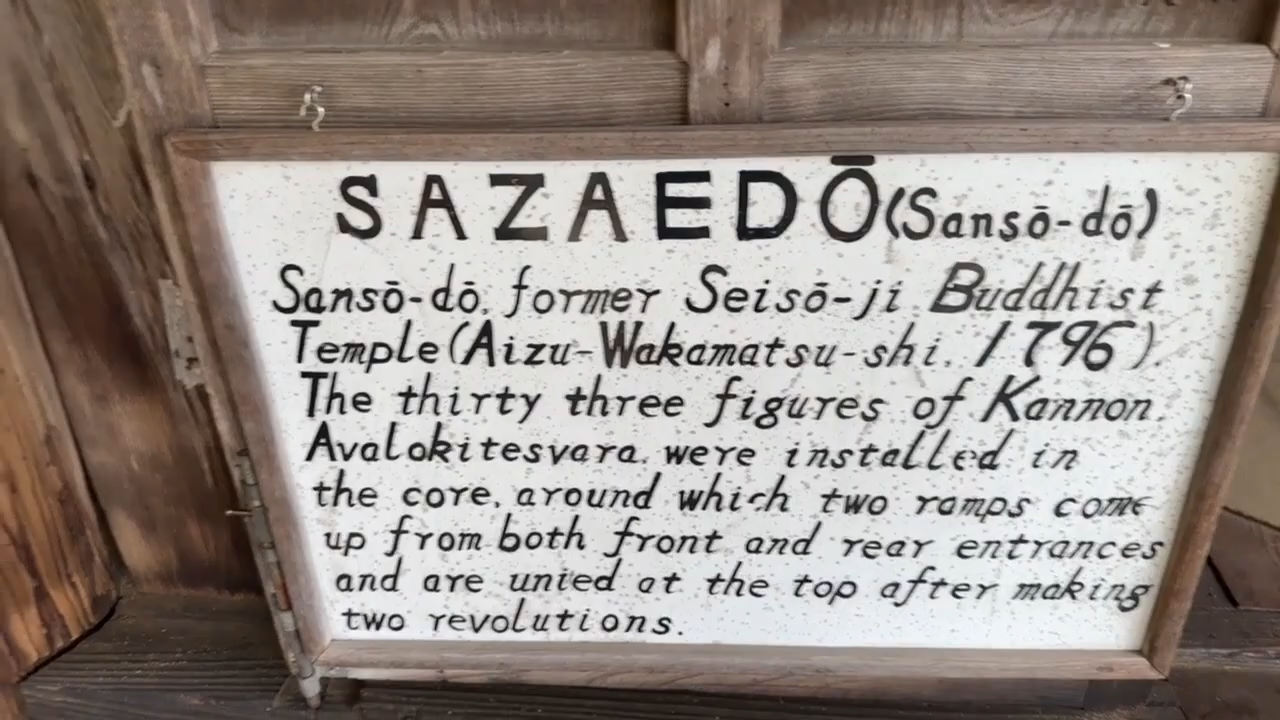 SAZAEDŌ(Sansō-dō)
Sansō-dō, former Seisō-ji Buddhist
Temple(Aizu-Wakamatsu-shi. 1796).
The thirty three figures of Kannon.
Avalokitesvara. were installed in
the core, around which two ramps come
up from both front and rear entrances
and are unied at the top after making
two revolutions.